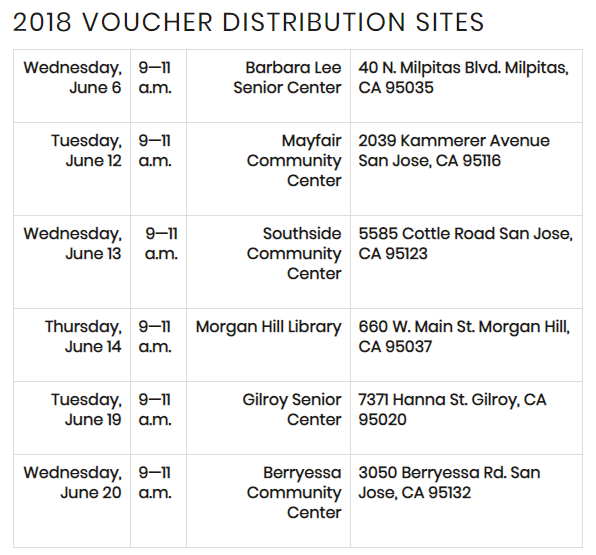 2018 VOUCHER DISTRIBUTION SITES
Wednesday, 9—11 Barbara Lee 40 N. Milpitas Blvd. Milpitas,
June 6 a.m. Senior Center CA 95035
Tuesday, 9—11 Mayfair 2039 Kammerer Avenue
June 12 a.m. Community San Jose, CA 95116
Center
Wednesday, 9—11 Southside 5585 Cottle Road San Jose,
June 13 a.m. Community CA 95123
Center
Thursday, 9—11 Morgan Hill Library 660 W. Main St. Morgan Hill,
June 14 a.m. CA 95037
Tuesday, 9—11 Gilroy Senior 7371 Hanna St. Gilroy, CA
June 19 a.m. Center 95020
Wednesday, 9—11 Berryessa 3050 Berryessa Rd. San
June 20 a.m. Community Jose, CA 95132
Center